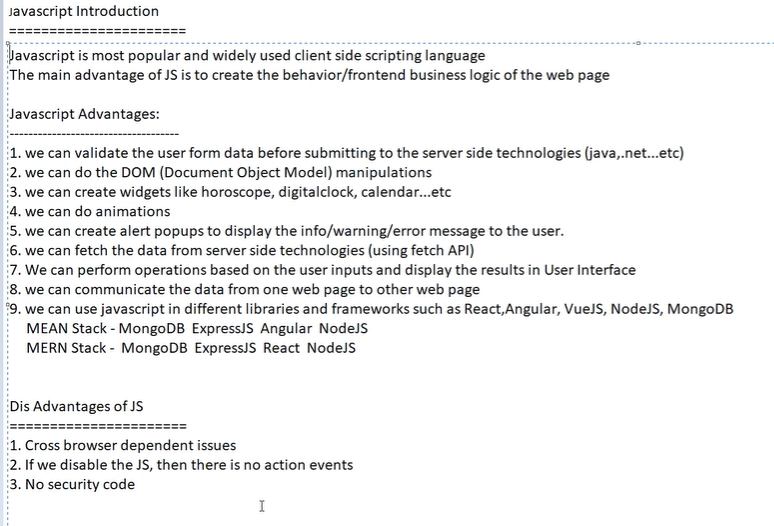 Javascript Introduction
======================
Javascript is most popular and widely used client side scripting language
The main advantage of JS is to create the behavior/frontend business logic of the web page
Javascript Advantages:
------------------------------------
1. we can validate the user form data before submitting to the server side technologies (java,.net...etc)
2. we can do the DOM (Document Object Model) manipulations
3. we can create widgets like horoscope, digitalclock, calendar...etc
4. we can do animations
5. we can create alert popups to display the info/warning/error message to the user.
6. we can fetch the data from server side technologies (using fetch API)
7. We can perform operations based on the user inputs and display the results in User Interface
8. we can communicate the data from one web page to other web page
9. we can use javascript in different libraries and frameworks such as React,Angular, VueJS, NodeJS, MongoDB
MEAN Stack - MongoDB  ExpressJS  Angular  NodeJS
MERN Stack -  MongoDB  ExpressJS  React  NodeJS
Dis Advantages of JS
======================
1. Cross browser dependent issues
2. If we disable the JS, then there is no action events
3. No security code